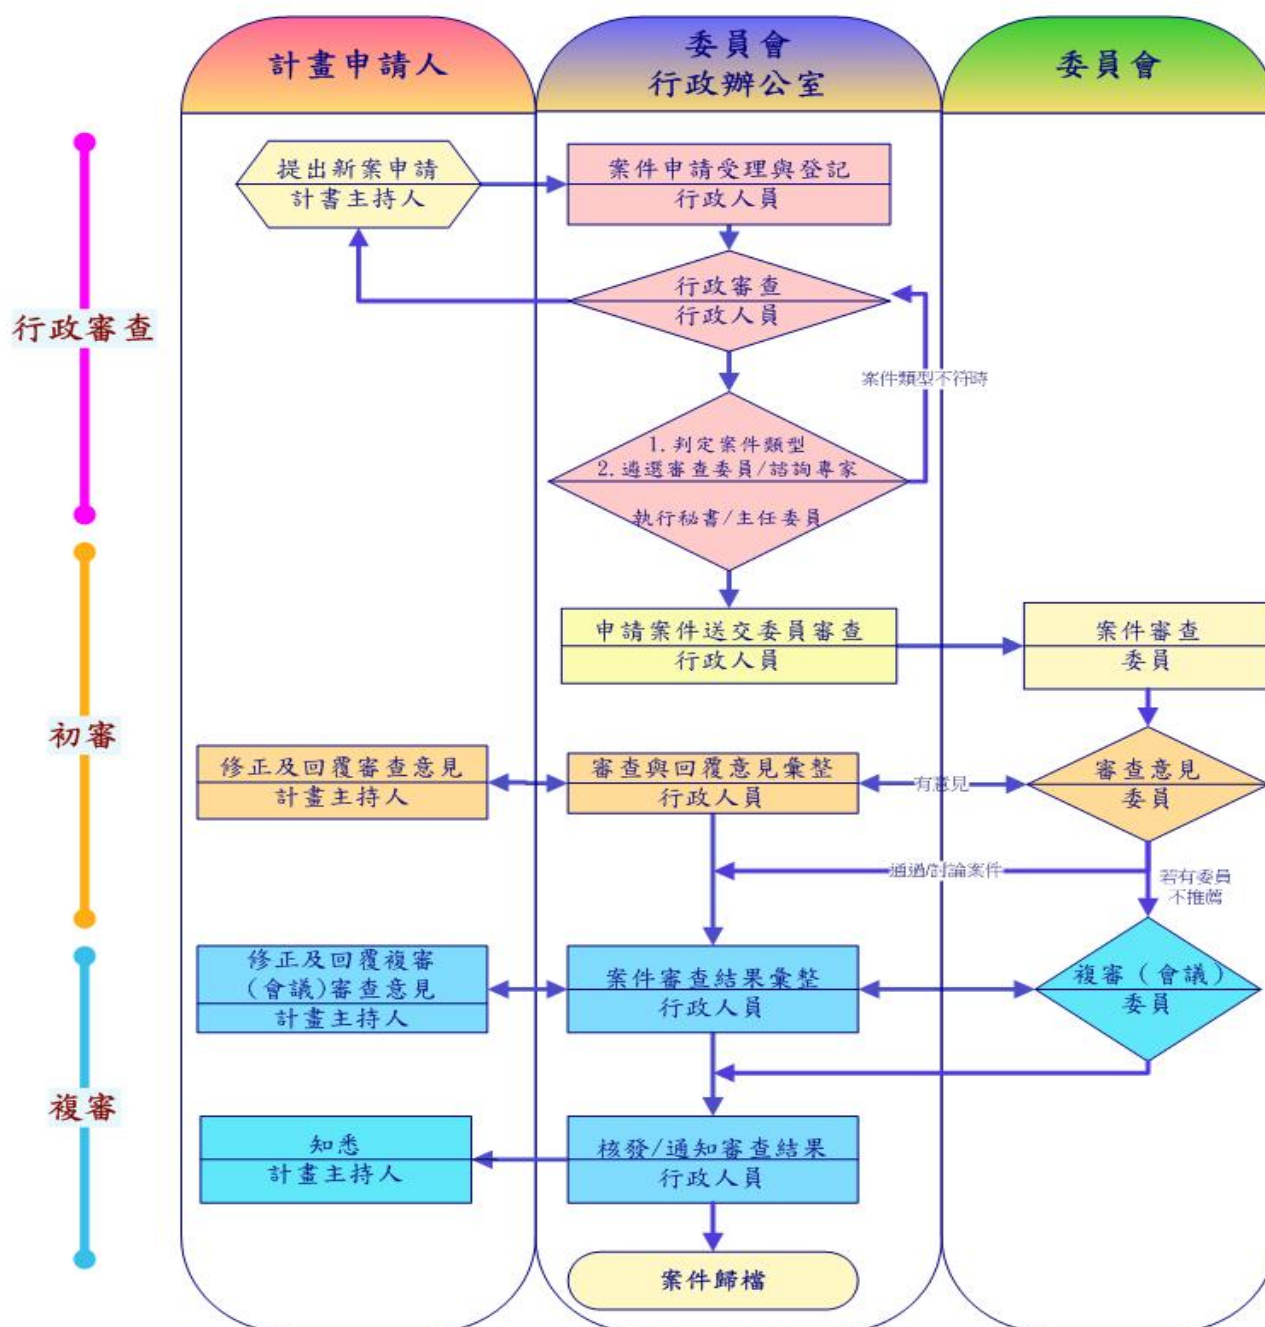 計畫申請人
委員會
行政辦公室
委員會
行政審查
提出新案申請
計書主持人
案件申請受理與登記
行政人員
行政審查
行政人員
案件類型不符時
1.判定案件類型
2.遴選審查委員/諮詢專家
執行秘書/主任委員
初審
申請案件送交委員審查
行政人員
案件審查
委員
修正及回覆審查意見
計畫主持人
審查與回覆意見彙整
行政人員
有意見
審查意見
委員
通過/討論案件
若有委員
不推薦
複審
修正及回覆複審
(會議)審查意見
計畫主持人
案件審查結果彙整
行政人員
複審（會議）
委員
知悉
計畫主持人
核發/通知審查結果
行政人員
案件歸檔